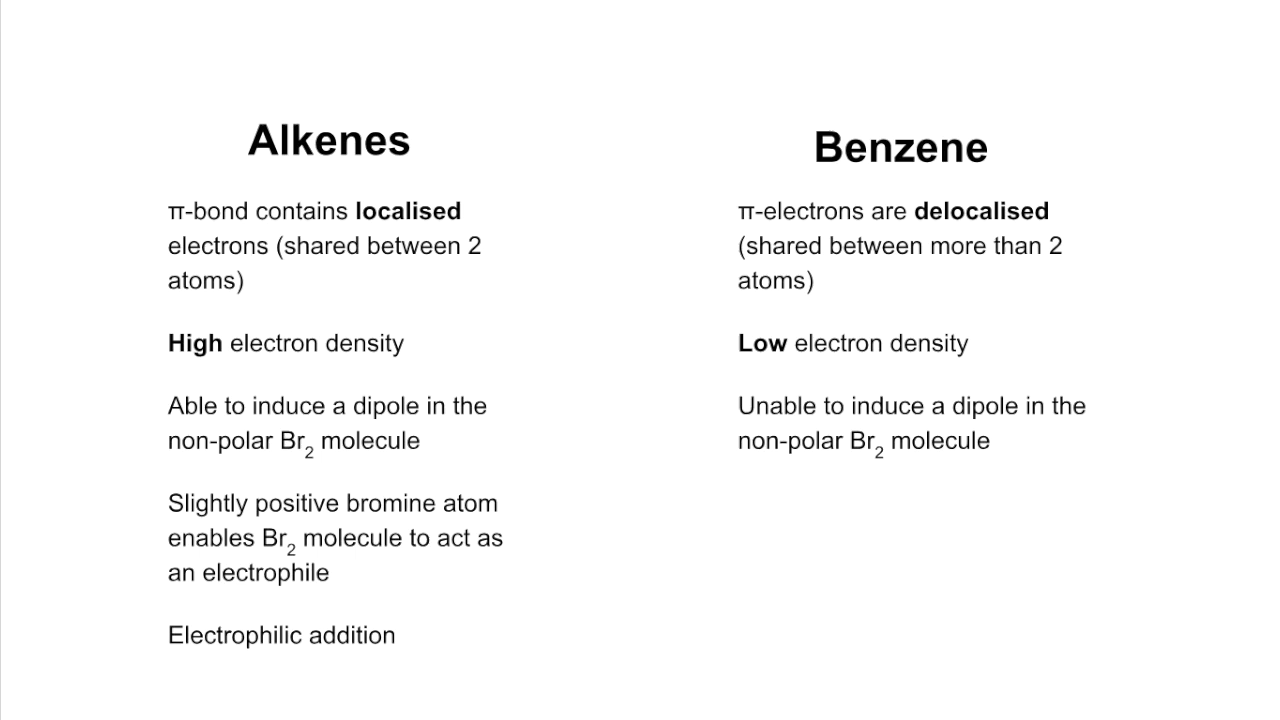 Alkenes
π-bond contains localised
electrons (shared between 2
atoms)
High electron density
Able to induce a dipole in the
non-polar Br2 molecule
Slightly positive bromine atom
enables Br2 molecule to act as
an electrophile
Electrophilic addition
Benzene
π-electrons are delocalised
(shared between more than 2
atoms)
Low electron density
Unable to induce a dipole in the
non-polar Br2 molecule